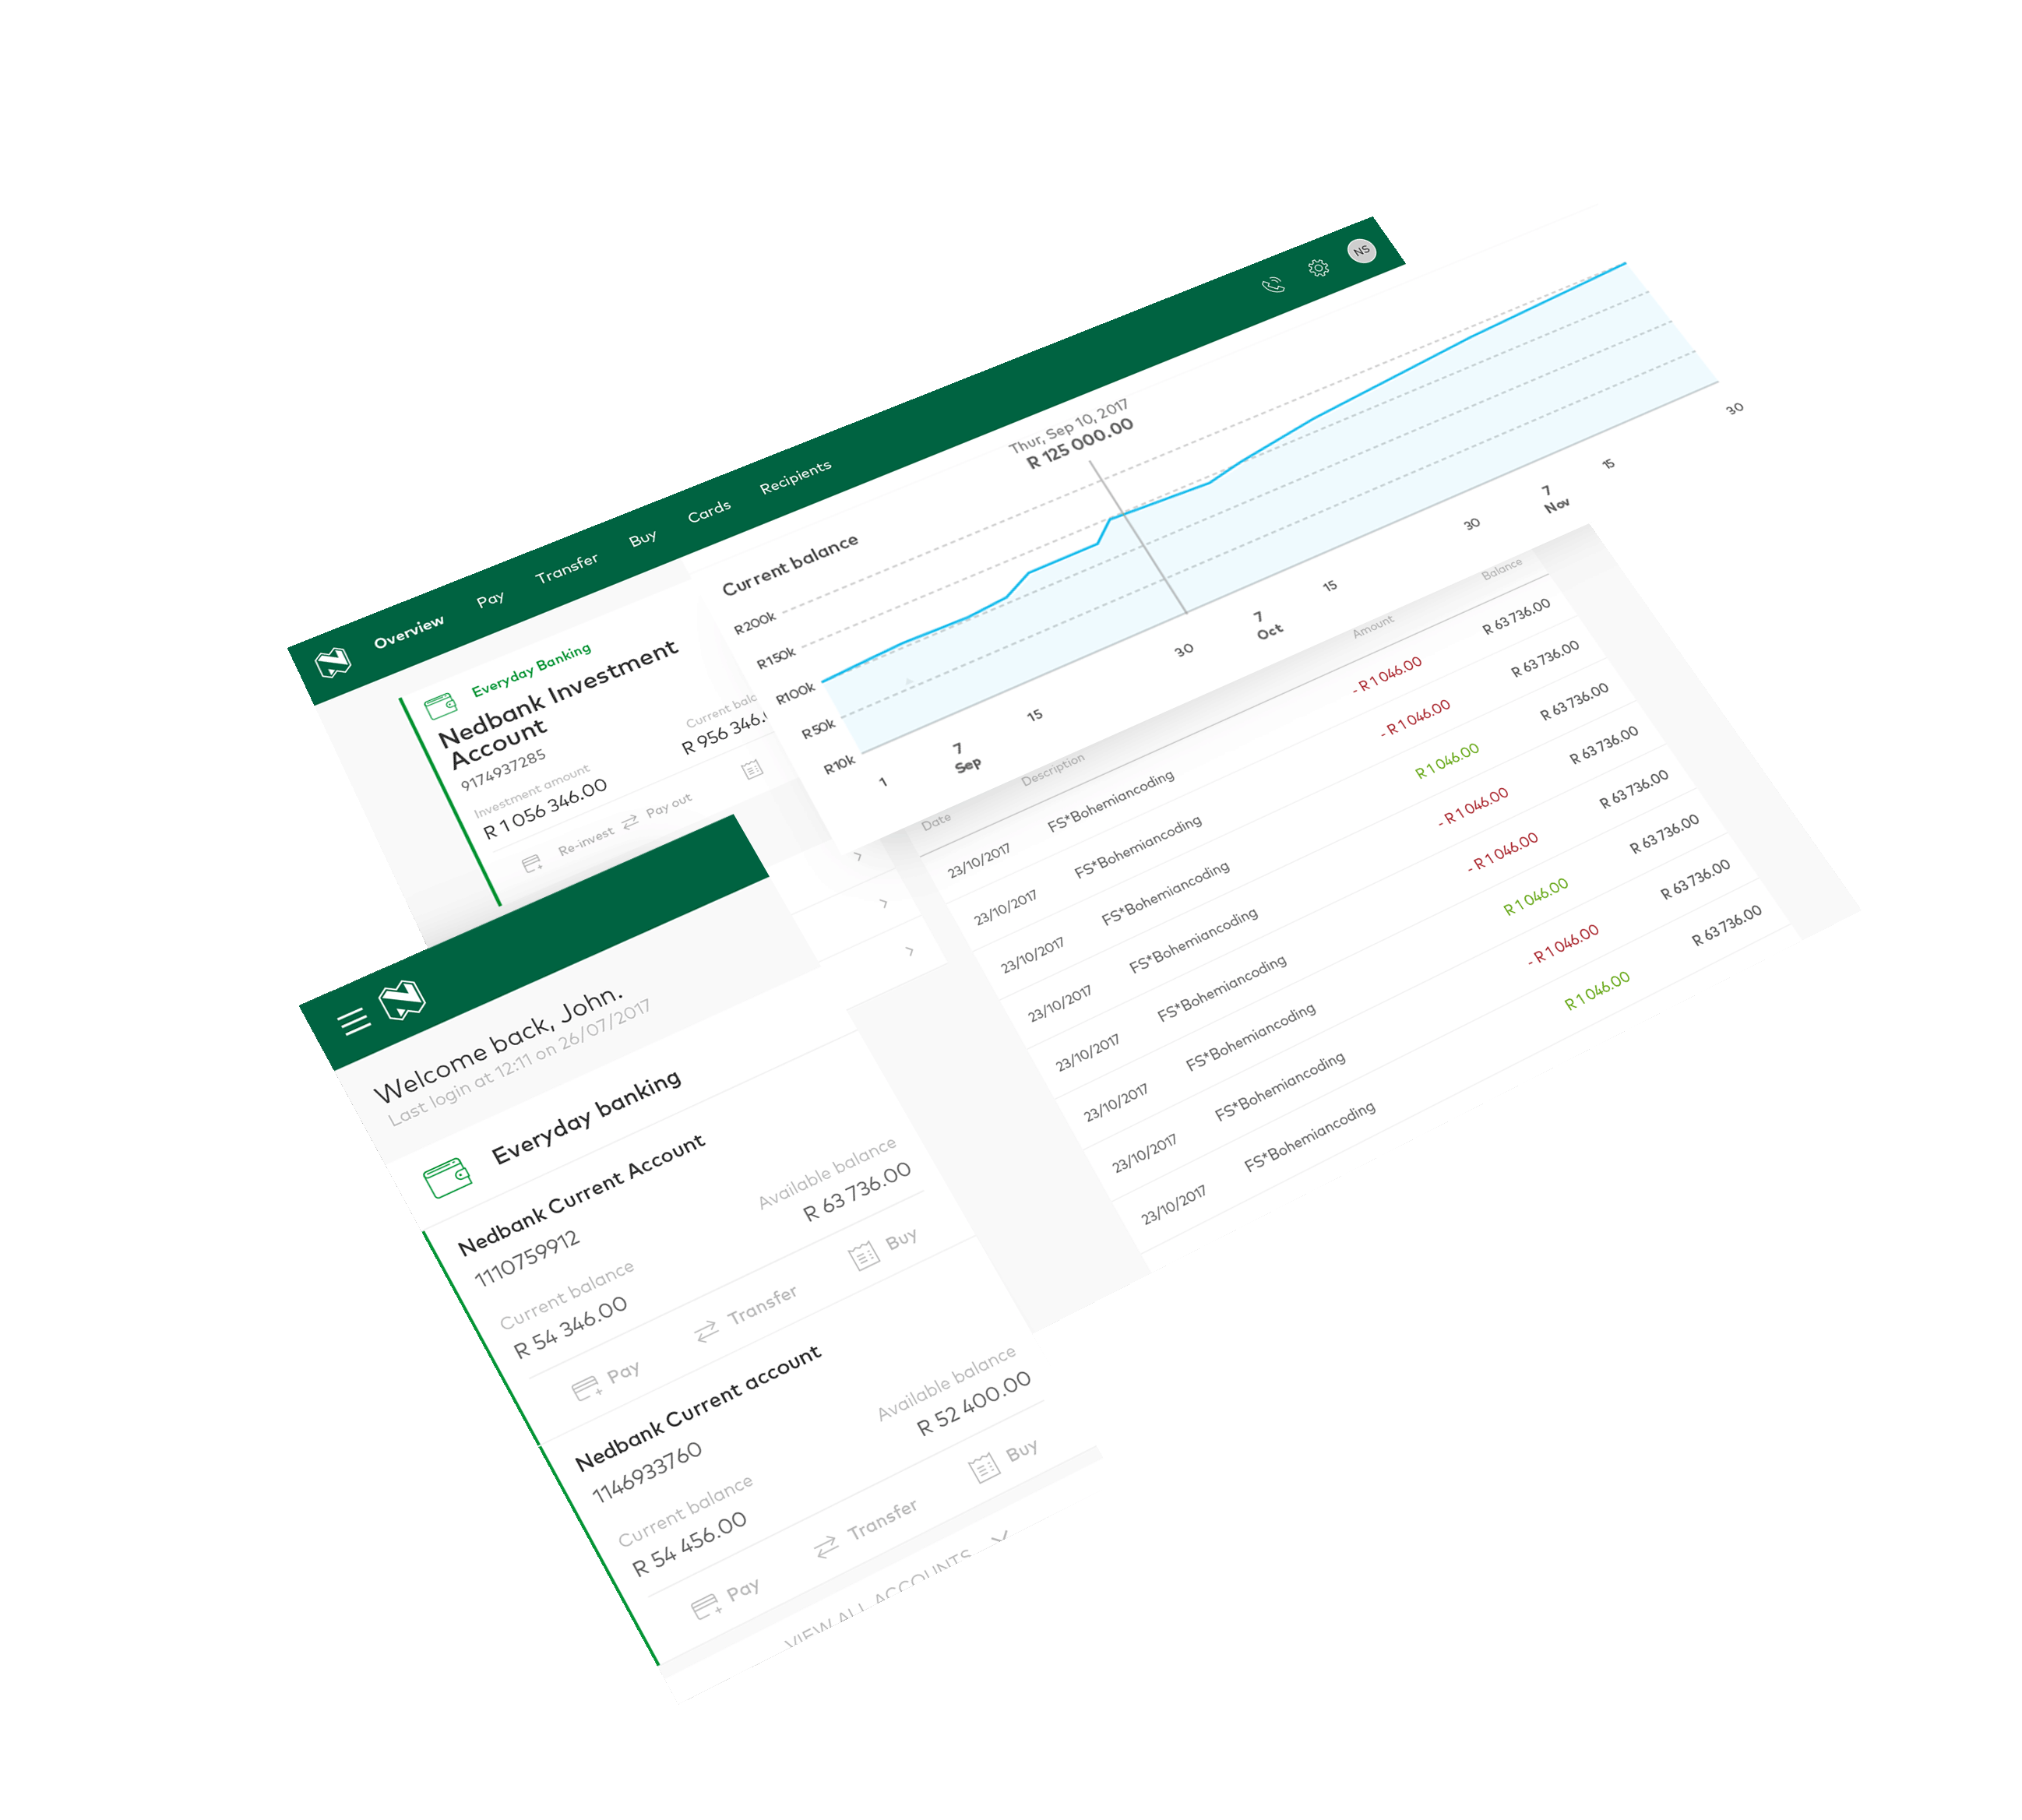 Overview
Pay
Transfer
Buy
Cards
Recipients
NS
Everyday Banking
Nedbank Investment
Account
9174937285
Investment amount
R 1 056 346.00
Current
R 956 346.
Re-invest
Pay out
Current balance
Thur, Sep 10, 2017
R 125 000.00
R200k
R150k
R100k
R50k
R10k
1
7
Sep
15
30
7
Oct
15
30
7
Nov
15
30
Date
Description
Amount
Balance
23/10/2017 FS*Bohemiancoding - R 1 046.00 R 63 736.00
23/10/2017 FS*Bohemiancoding - R 1 046.00 R 63 736.00
23/10/2017 FS*Bohemiancoding R 1 046.00 R 63 736.00
23/10/2017 FS*Bohemiancoding - R 1 046.00 R 63 736.00
23/10/2017 FS*Bohemiancoding - R 1 046.00 R 63 736.00
23/10/2017 FS*Bohemiancoding R 1 046.00 R 63 736.00
23/10/2017 FS*Bohemiancoding - R 1 046.00 R 63 736.00
23/10/2017 FS*Bohemiancoding R 1 046.00 R 63 736.00
Welcome back, John.
Last login at 12:11 on 26/07/2017
Everyday banking
Nedbank Current Account
1110759912
Current balance
R 54 346.00
Available balance
R 63 736.00
Pay
Transfer
Buy
Nedbank Current account
1146933760
Current balance
R 54 456.00
Available balance
R 52 400.00
Pay
Transfer
Buy
VIEW ALL ACCOUNTS